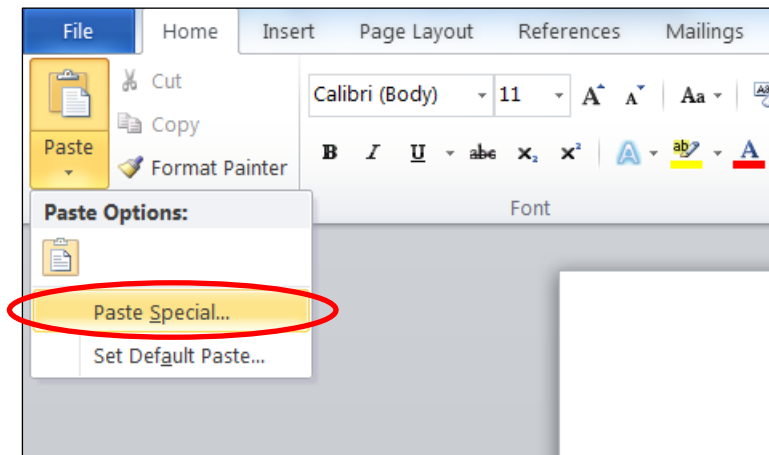 File Home Insert Page Layout References Mailings
Cut
Calibri (Body) 11 A A Aa
Copy
Paste
Format Painter
B I U abc X₂ X² A ab A
Font
Paste Options:
Paste Special...
Set Default Paste...